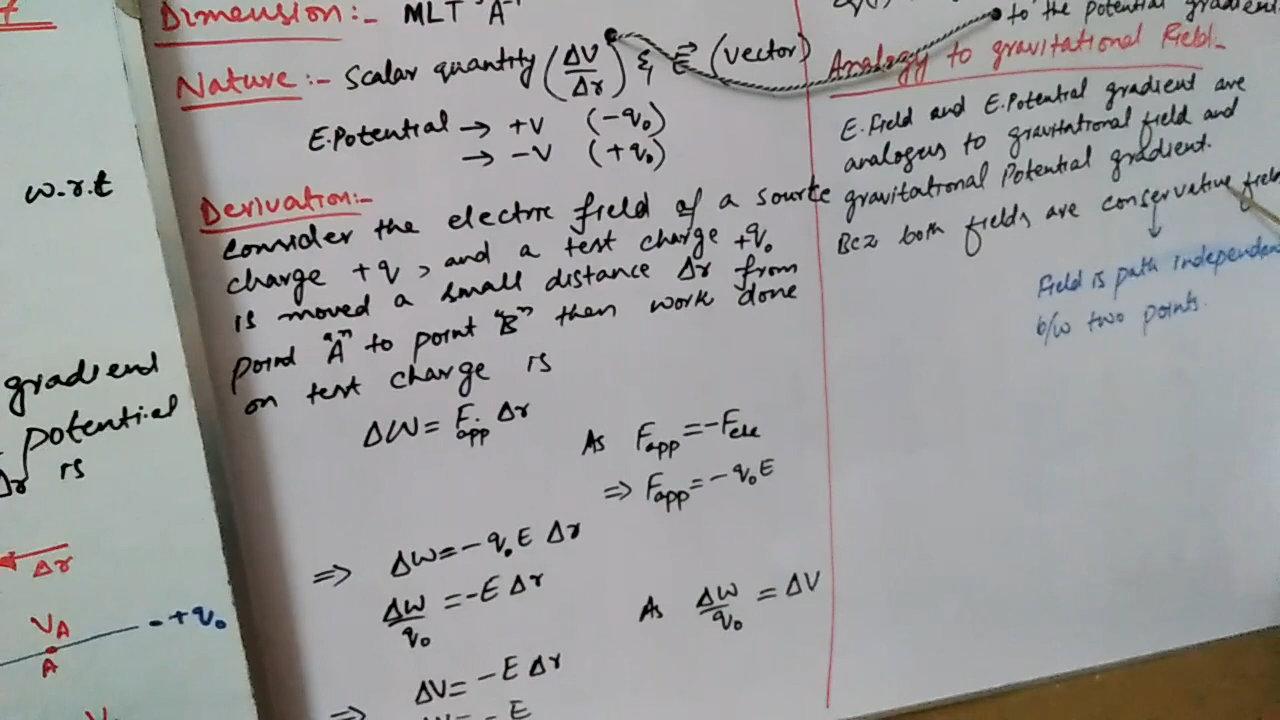 w.r.t
gradient
potential
Δr is
Δr
V_A
A
+q₀
Dimension:- MLT A
Nature:- Scalar quantity (ΔV/Δr) & E⃗ (vector)
E.Potential → +V (-q₀)
→ -V (+q₀)
Derivation:-
Consider the electric field of a source
charge +q, and a test charge +q₀
is moved a small distance Δr from
point "A" to point "B" then work done
on test charge is
ΔW = F_app . Δr
As F_app = -F_ele
=> F_app = -q₀E
=> ΔW = -q₀E Δr
ΔW/q₀ = -E Δr
As ΔW/q₀ = ΔV
ΔV = -E Δr
=>
- E
to the potential gradient
Analogy to gravitational Field-
E.Field and E.Potential gradient are
analogus to gravitational field and
gravitational Potential gradient.
Bcz both fields are conservative field
Field is path independen
b/w two points.